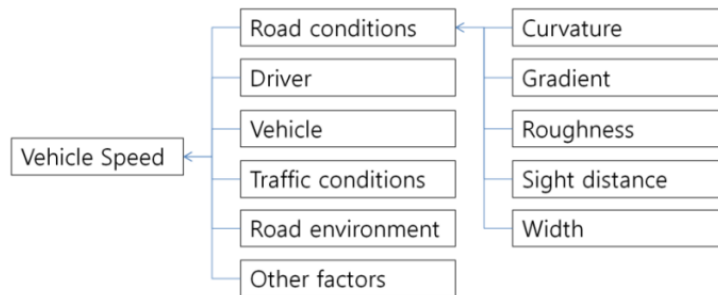 Road conditions
Curvature
Driver
Gradient
Vehicle
Roughness
Vehicle Speed
Traffic conditions
Sight distance
Road environment
Width
Other factors